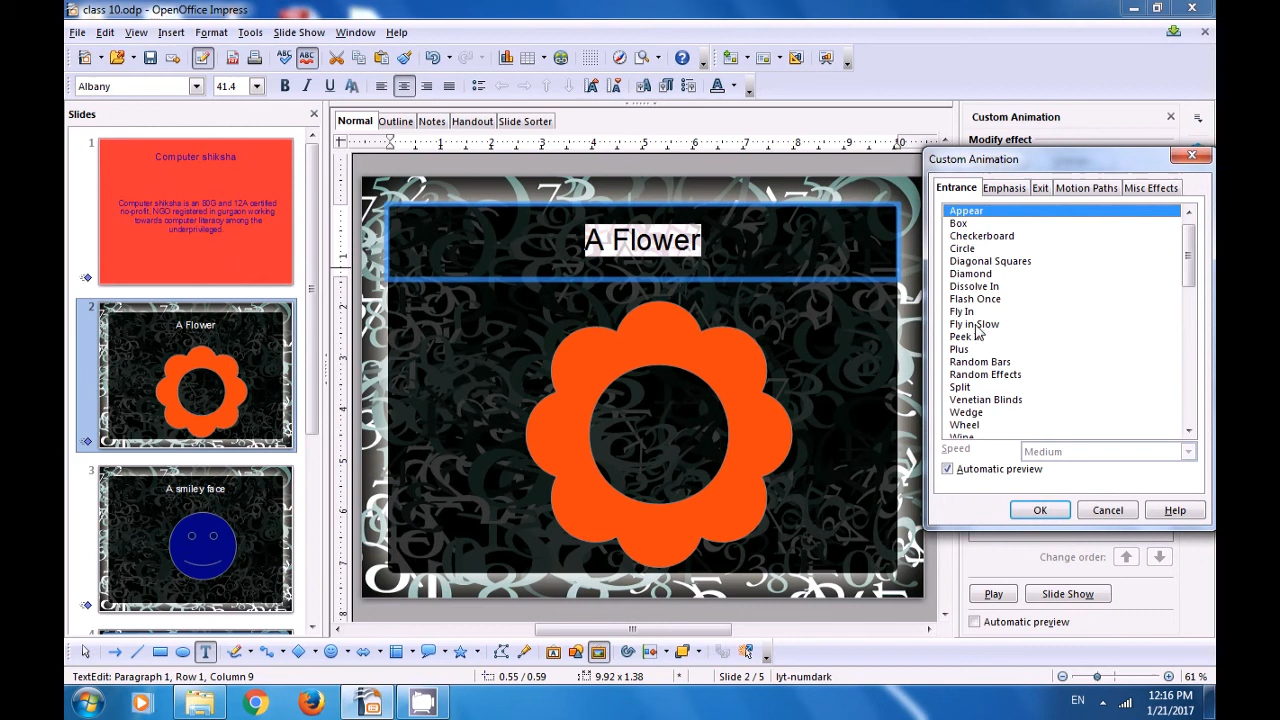 class 10.odp - OpenOffice Impress
File Edit View Insert Format Tools Slide Show Window Help
Albany 41.4
Slides
Normal Outline Notes Handout Slide Sorter
Custom Animation
Modify effect
1
Computer shiksha
Computer shiksha is an 80G and 12A certified
no-profit, NGO registered in gurgaon working
towards computer literacy among the
underprivileged.
2
A Flower
3
A smiley face
4
A Flower
Custom Animation
Entrance Emphasis Exit Motion Paths Misc Effects
Appear
Box
Checkerboard
Circle
Diagonal Squares
Diamond
Dissolve In
Flash Once
Fly In
Fly in Slow
Peek In
Plus
Random Bars
Random Effects
Split
Venetian Blinds
Wedge
Wheel
Wipe
Speed Medium
Automatic preview
OK Cancel Help
Change order:
Play Slide Show
Automatic preview
TextEdit: Paragraph 1, Row 1, Column 9 0.55 / 0.59 9.92 x 1.38 * Slide 2 / 5 lyt-numdark 61 %
EN 12:16 PM
1/21/2017